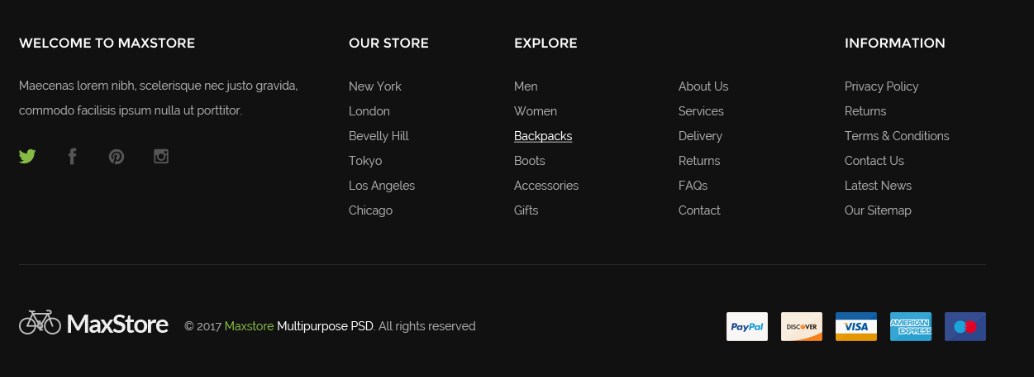 WELCOME TO MAXSTORE
Maecenas lorem nibh, scelerisque nec justo gravida,
commodo facilisis ipsum nulla ut porttitor.
OUR STORE
New York
London
Bevelly Hill
Tokyo
Los Angeles
Chicago
EXPLORE
Men
Women
Backpacks
Boots
Accessories
Gifts
About Us
Services
Delivery
Returns
FAQs
Contact
INFORMATION
Privacy Policy
Returns
Terms & Conditions
Contact Us
Latest News
Our Sitemap
MaxStore
© 2017 Maxstore Multipurpose PSD. All rights reserved
PayPal
DISCOVER
VISA
AMERICAN
EXPRESS